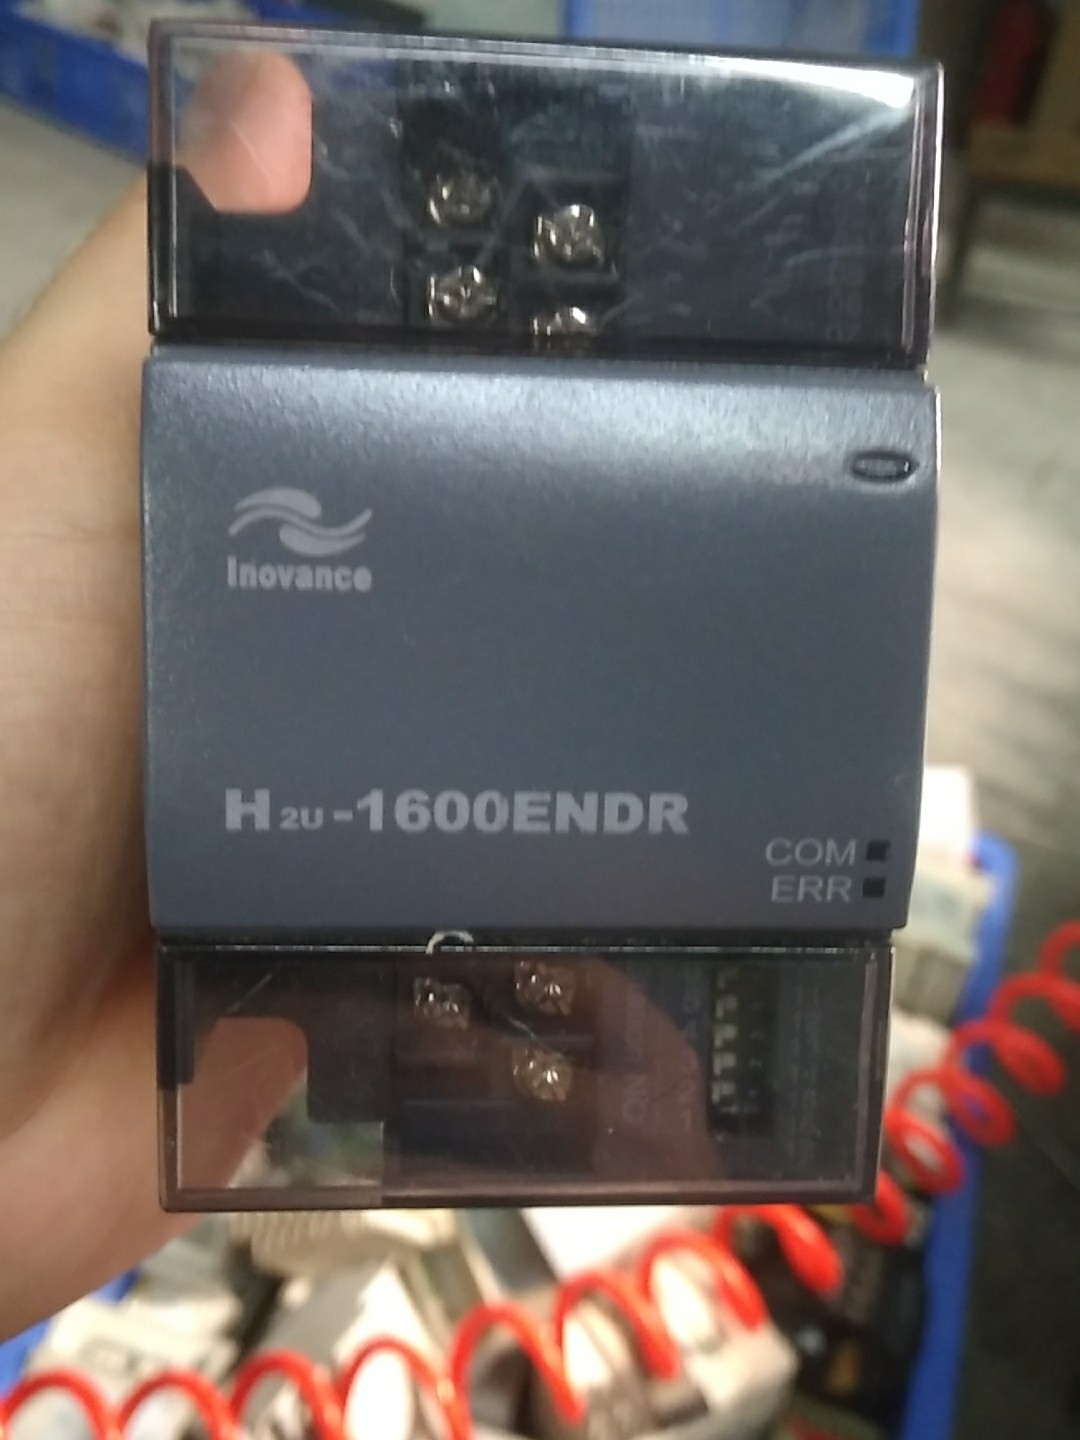 Inovance
H2U-1600ENDR
COM
ERR